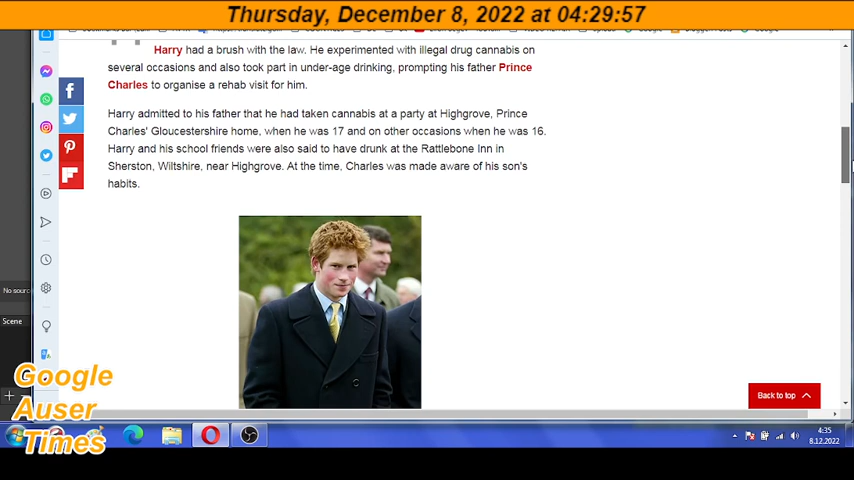 Thursday, December 8, 2022 at 04:29:57
Harry had a brush with the law. He experimented with illegal drug cannabis on
several occasions and also took part in under-age drinking, prompting his father Prince
Charles to organise a rehab visit for him.
Harry admitted to his father that he had taken cannabis at a party at Highgrove, Prince
Charles' Gloucestershire home, when he was 17 and on other occasions when he was 16.
Harry and his school friends were also said to have drunk at the Rattlebone Inn in
Sherston, Wiltshire, near Highgrove. At the time, Charles was made aware of his son's
habits.
No sourc
Scene
Back to top
Google
Auser
Times
4:35
8.12.2022